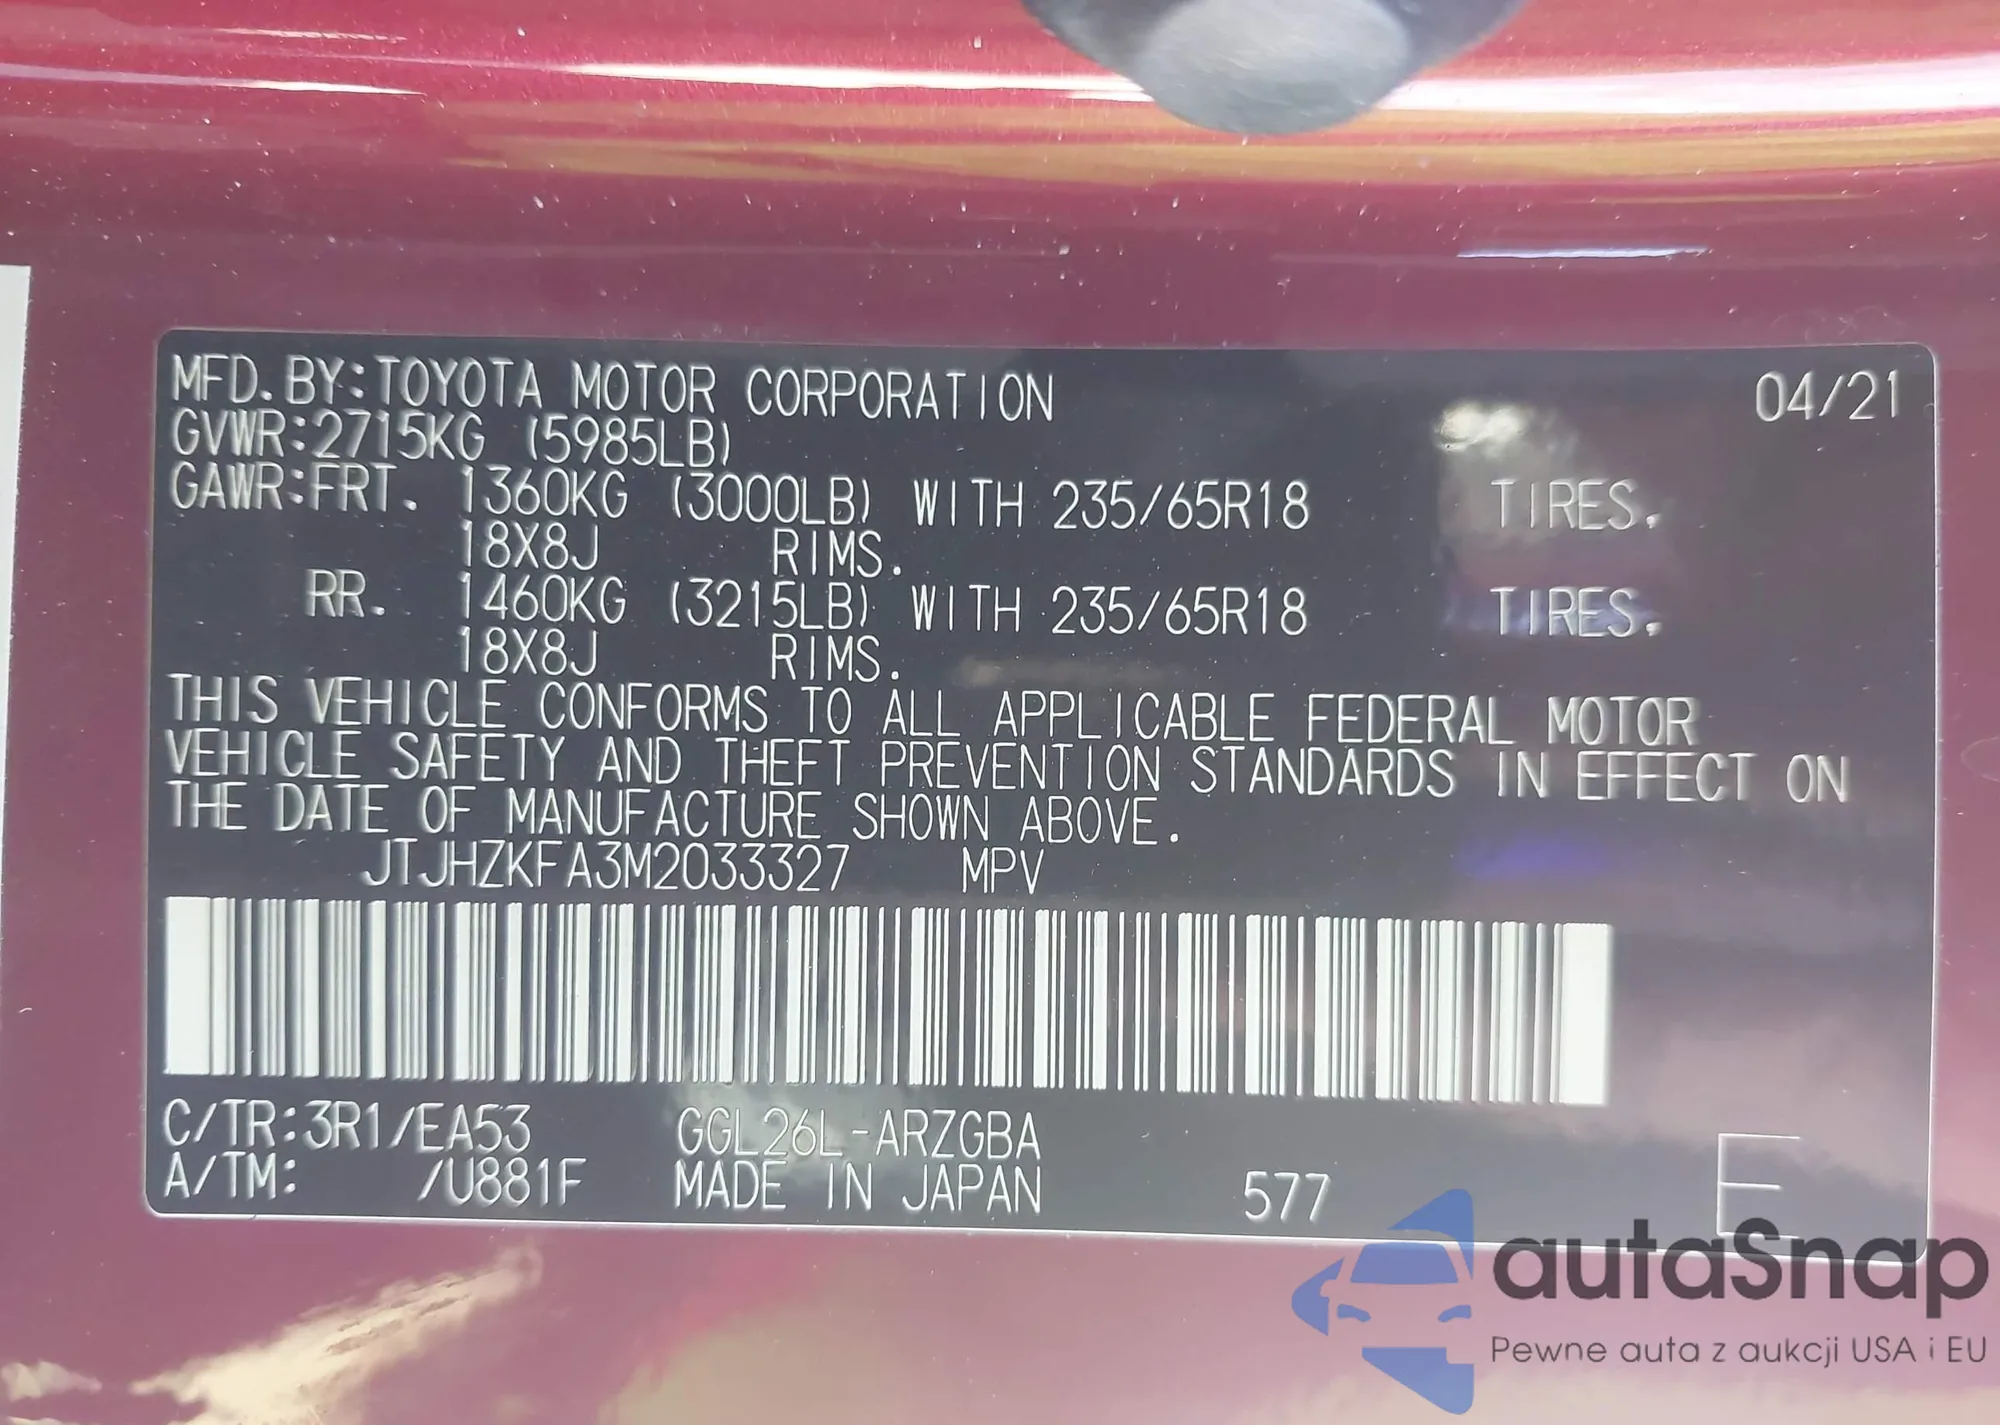 MFD. BY:TOYOTA MOTOR CORPORATION 04/21
GVWR:2715KG (5985LB)
GAWR:FRT. 1360KG (3000LB) WITH 235/65R18 TIRES.
18X8J RIMS.
RR. 1460KG (3215LB) WITH 235/65R18 TIRES.
18X8J RIMS.
THIS VEHICLE CONFORMS TO ALL APPLICABLE FEDERAL MOTOR
VEHICLE SAFETY AND THEFT PREVENTION STANDARDS IN EFFECT ON
THE DATE OF MANUFACTURE SHOWN ABOVE.
JTJHZKFA3M2033327 MPV
C/TR:3R1/EA53 GGL26L-ARZGBA
A/TM: /U881F MADE IN JAPAN 577 E
autaSnap
Pewne auta z aukcji USA i EU